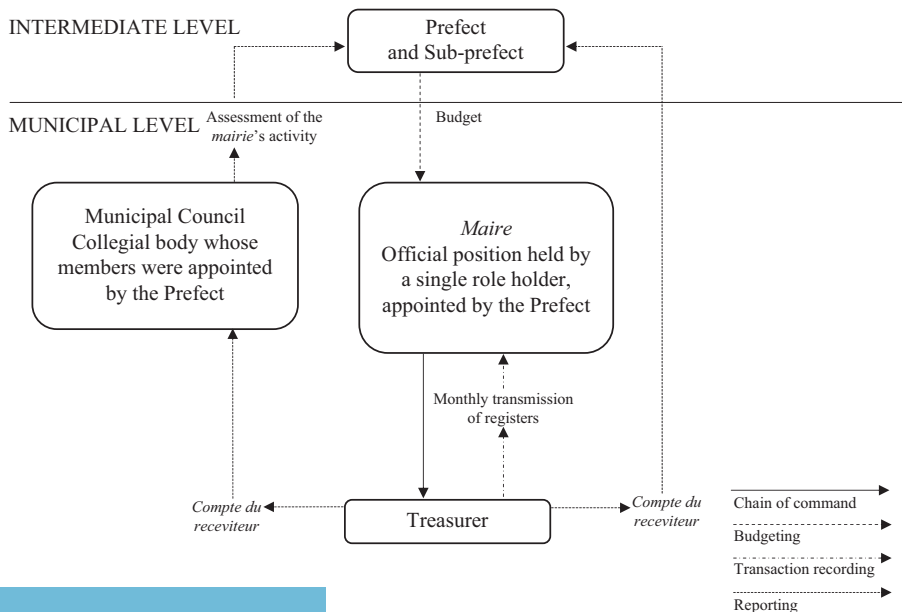 INTERMEDIATE LEVEL
Prefect
and Sub-prefect
MUNICIPAL LEVEL
Assessment of the
mairie's activity
Budget
Municipal Council
Collegial body whose
members were appointed
by the Prefect
Maire
Official position held by
a single role holder,
appointed by the Prefect
Monthly transmission
of registers
Compte du
receviteur
Treasurer
Compte du
receviteur
Chain of command
Budgeting
Transaction recording
Reporting